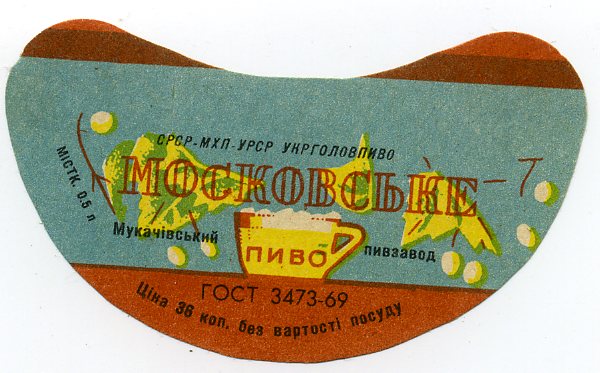 СРСР-МХП-УРСР УКРГОЛОВПИВО
МОСКОВСЬКЕ-7
МІСТК. 0,5 л
Мукачівський пивзавод
ПИВО
ГОСТ 3473-69
Ціна 36 коп. без вартості посуду